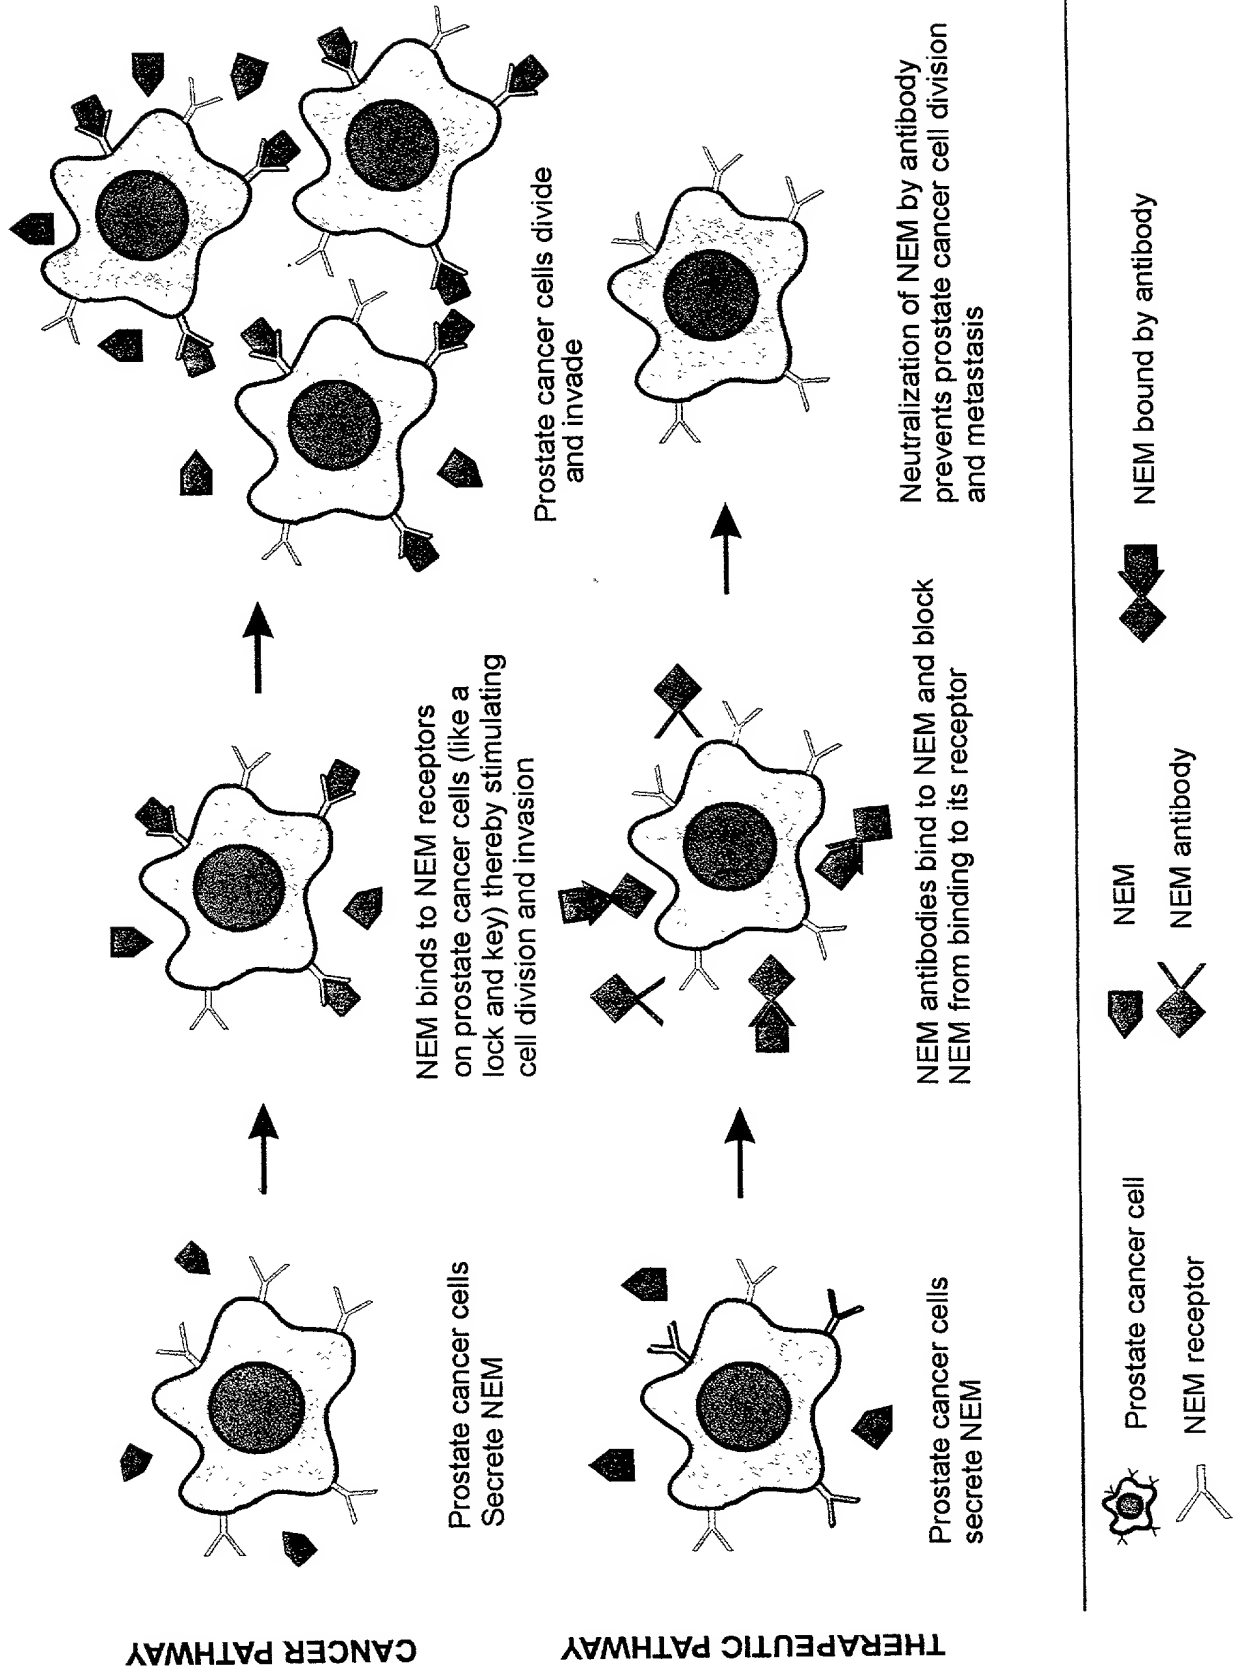 CANCER PATHWAY
Prostate cancer cells
Secrete NEM
NEM binds to NEM receptors
on prostate cancer cells (like a
lock and key) thereby stimulating
cell division and invasion
Prostate cancer cells divide
and invade
THERAPEUTIC PATHWAY
Prostate cancer cells
secrete NEM
NEM antibodies bind to NEM and block
NEM from binding to its receptor
Neutralization of NEM by antibody
prevents prostate cancer cell division
and metastasis
Prostate cancer cell
NEM receptor
NEM
NEM antibody
NEM bound by antibody